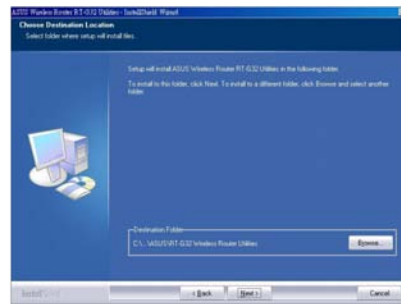 ASUS Wireless Router RT-G32 Utilities - InstallShield Wizard
Choose Destination Location
Select folder where setup will install files.
Setup will install ASUS Wireless Router RT-G32 Utilities in the following folder.
To install to this folder, click Next. To install to a different folder, click Browse and select another
folder.
Destination Folder
C:\...\ASUS\RT-G32 Wireless Router Utilities
Browse...
InstallShield
< Back
Next >
Cancel